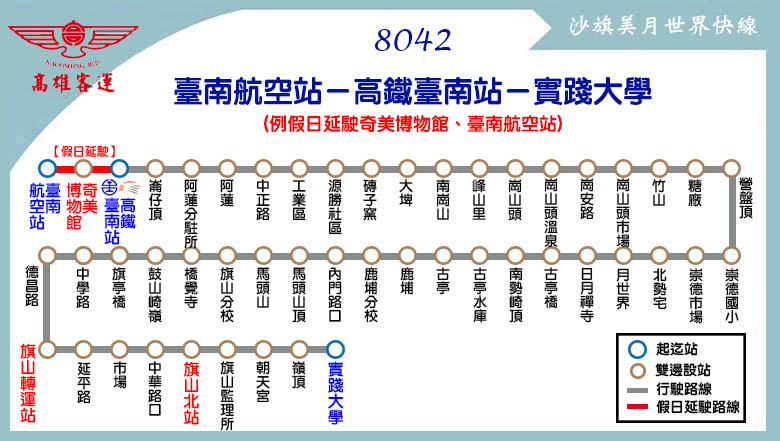 沙旗美月世界快線
KAOHSIUNG BUS
高雄客運
8042
臺南航空站－高鐵臺南站－實踐大學
(例假日延駛奇美博物館、臺南航空站)
【假日延駛】
臺南航空站
奇美博物館
高鐵臺南站
崙仔頂
阿蓮分駐所
阿蓮
中正路
工業區
源勝社區
磚子窯
大埤
南崗山
峰山里
崗山頭
崗山頭溫泉
崗安路
崗山頭市場
竹山
糖廠
營盤頂
崇德國小
崇德市場
北勢宅
月世界
日月禪寺
古亭橋
南勢崎頂
古亭水庫
古亭
鹿埔
鹿埔分校
內門路口
馬頭山頂
馬頭山
旗山分校
橋覺寺
鼓山崎嶺
旗亭橋
中學路
德昌路
旗山轉運站
延平路
市場
中華路口
旗山北站
旗山監理所
朝天宮
嶺頂
實踐大學
起迄站
雙邊設站
行駛路線
假日延駛路線